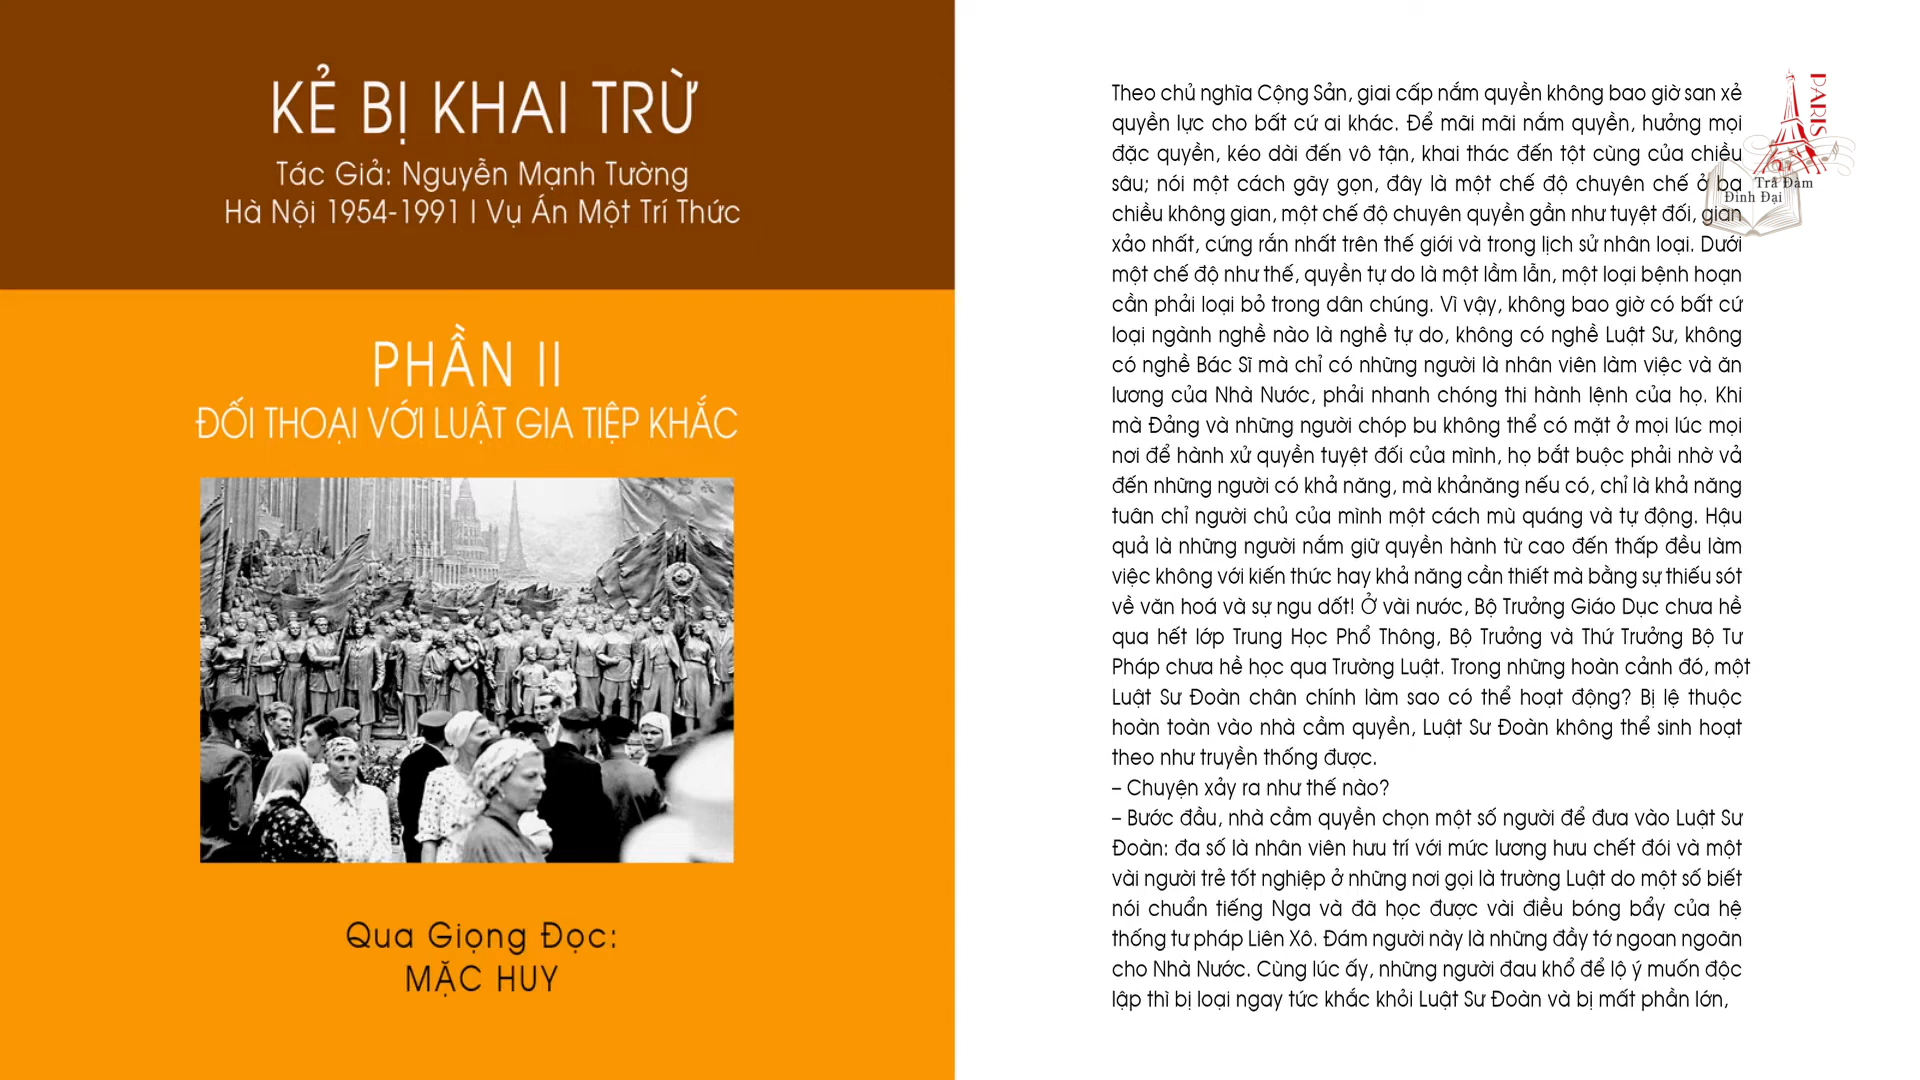 KẺ BỊ KHAI TRỪ
Tác Giả: Nguyễn Mạnh Tường
Hà Nội 1954-1991 I Vụ Án Một Trí Thức
PHẦN II
ĐỐI THOẠI VỚI LUẬT GIA TIỆP KHẮC
Qua Giọng Đọc:
MẶC HUY
Theo chủ nghĩa Cộng Sản, giai cấp nắm quyền không bao giờ san xẻ
quyền lực cho bất cứ ai khác. Để mãi mãi nắm quyền, hưởng mọi
đặc quyền, kéo dài đến vô tận, khai thác đến tột cùng của chiều
sâu; nói một cách gãy gọn, đây là một chế độ chuyên chế ở ba
chiều không gian, một chế độ chuyên quyền gần như tuyệt đối, gian
xảo nhất, cứng rắn nhất trên thế giới và trong lịch sử nhân loại. Dưới
một chế độ như thế, quyền tự do là một lầm lẫn, một loại bệnh hoạn
cần phải loại bỏ trong dân chúng. Vì vậy, không bao giờ có bất cứ
loại ngành nghề nào là nghề tự do, không có nghề Luật Sư, không
có nghề Bác Sĩ mà chỉ có những người là nhân viên làm việc và ăn
lương của Nhà Nước, phải nhanh chóng thi hành lệnh của họ. Khi
mà Đảng và những người chóp bu không thể có mặt ở mọi lúc mọi
nơi để hành xử quyền tuyệt đối của mình, họ bắt buộc phải nhờ vả
đến những người có khả năng, mà khảnăng nếu có, chỉ là khả năng
tuân chỉ người chủ của mình một cách mù quáng và tự động. Hậu
quả là những người nắm giữ quyền hành từ cao đến thấp đều làm
việc không với kiến thức hay khả năng cần thiết mà bằng sự thiếu sót
về văn hoá và sự ngu dốt! Ở vài nước, Bộ Trưởng Giáo Dục chưa hề
qua hết lớp Trung Học Phổ Thông, Bộ Trưởng và Thứ Trưởng Bộ Tư
Pháp chưa hề học qua Trường Luật. Trong những hoàn cảnh đó, một
Luật Sư Đoàn chân chính làm sao có thể hoạt động? Bị lệ thuộc
hoàn toàn vào nhà cầm quyền, Luật Sư Đoàn không thể sinh hoạt
theo như truyền thống được.
– Chuyện xảy ra như thế nào?
– Bước đầu, nhà cầm quyền chọn một số người để đưa vào Luật Sư
Đoàn: đa số là nhân viên hưu trí với mức lương hưu chết đói và một
vài người trẻ tốt nghiệp ở những nơi gọi là trường Luật do một số biết
nói chuẩn tiếng Nga và đã học được vài điều bóng bẩy của hệ
thống tư pháp Liên Xô. Đám người này là những đầy tớ ngoan ngoãn
cho Nhà Nước. Cùng lúc ấy, những người đau khổ để lộ ý muốn độc
lập thì bị loại ngay tức khắc khỏi Luật Sư Đoàn và bị mất phần lớn,
PARIS
Trà Đàm
Đình Đại